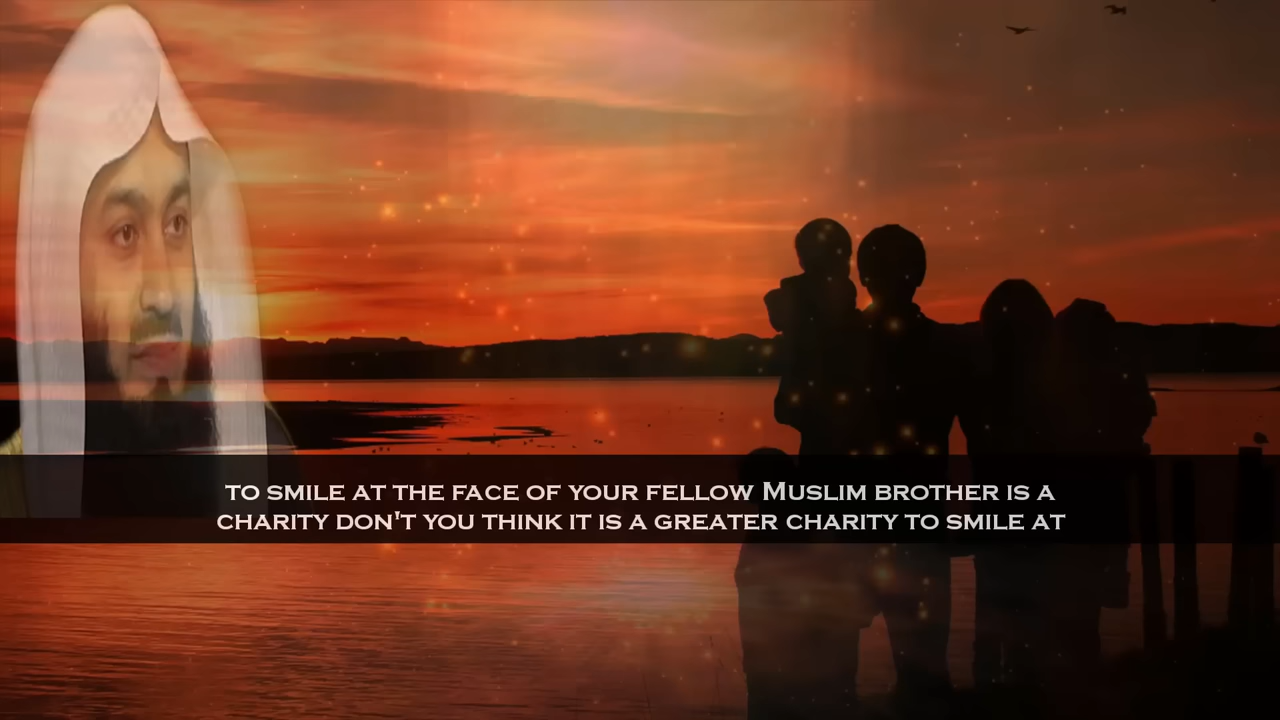 TO SMILE AT THE FACE OF YOUR FELLOW MUSLIM BROTHER IS A
CHARITY DON'T YOU THINK IT IS A GREATER CHARITY TO SMILE AT